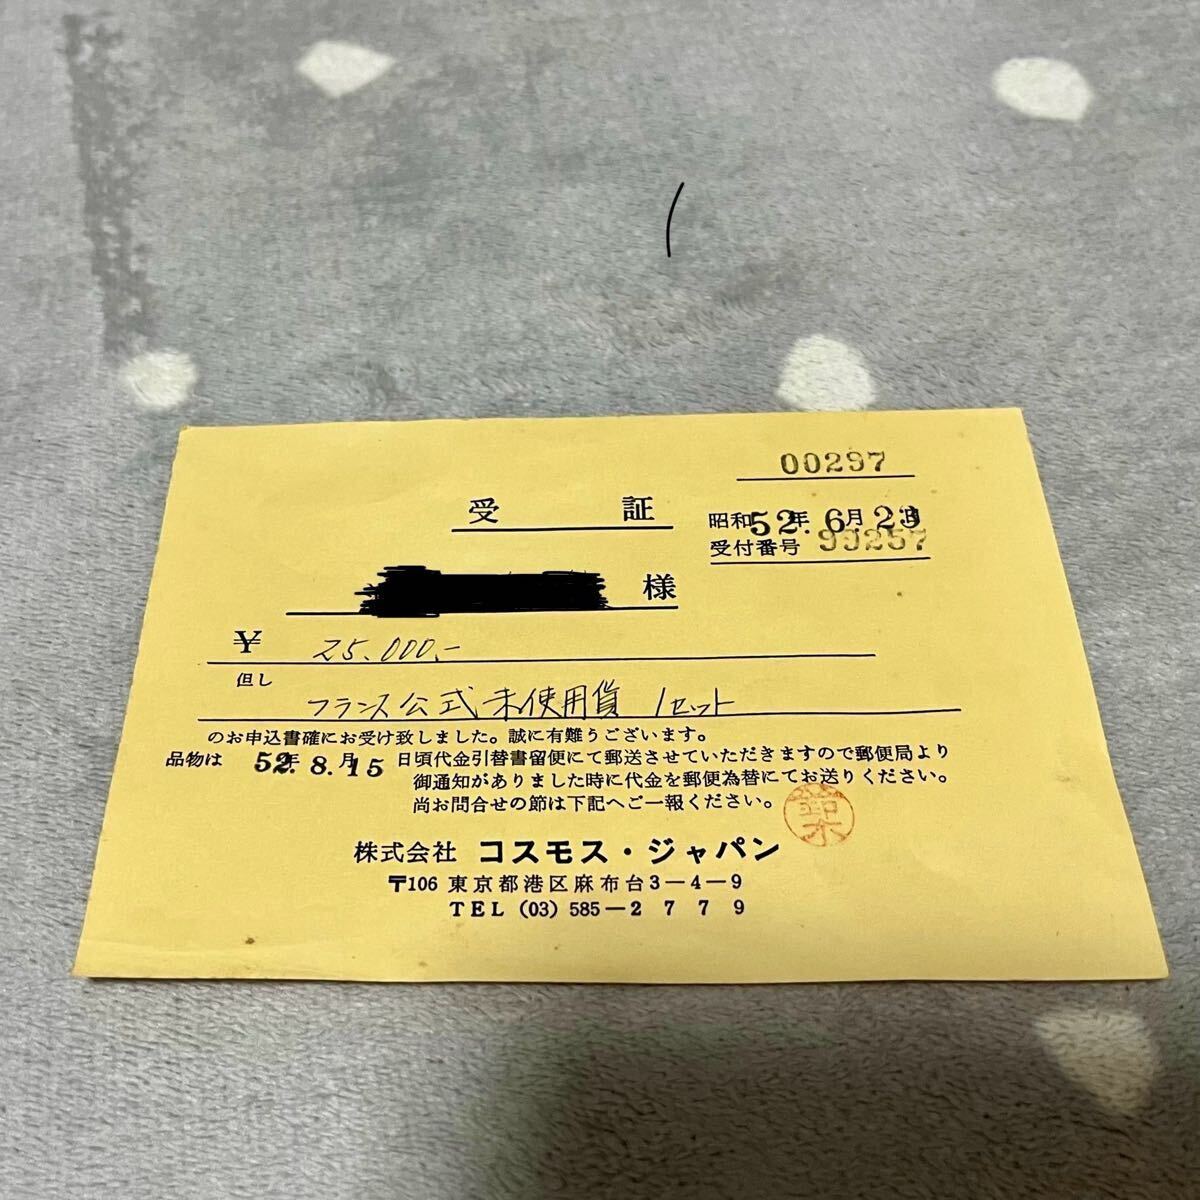 00297
受 証
昭和52年.6月.23日
受付番号 99257
様
¥ 25,000.-
但し
フランス公式未使用貨 1セット
のお申込書確にお受け致しました。誠に有難うございます。
品物は 52年.8月.15日頃代金引替書留便にて郵送させていただきますので郵便局より
御通知がありました時に代金を郵便為替にてお送りください。
尚お問合せの節は下記へご一報ください。
株式会社 コスモス・ジャパン
〒106 東京都港区麻布台3-4-9
TEL (03) 585-2779